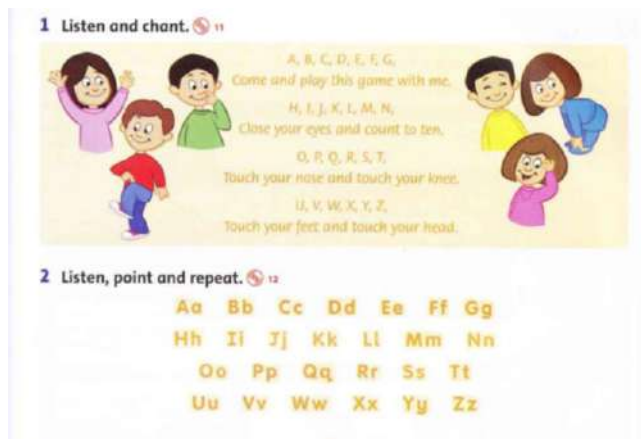 1 Listen and chant. 11
A, B, C, D, E, F, G,
Come and play this game with me.
H, I, J, K, L, M, N,
Close your eyes and count to ten.
O, P, Q, R, S, T,
Touch your nose and touch your knee.
U, V, W, X, Y, Z,
Touch your feet and touch your head.
2 Listen, point and repeat. 12
Aa Bb Cc Dd Ee Ff Gg
Hh Ii Jj Kk Ll Mm Nn
Oo Pp Qq Rr Ss Tt
Uu Vv Ww Xx Yy Zz